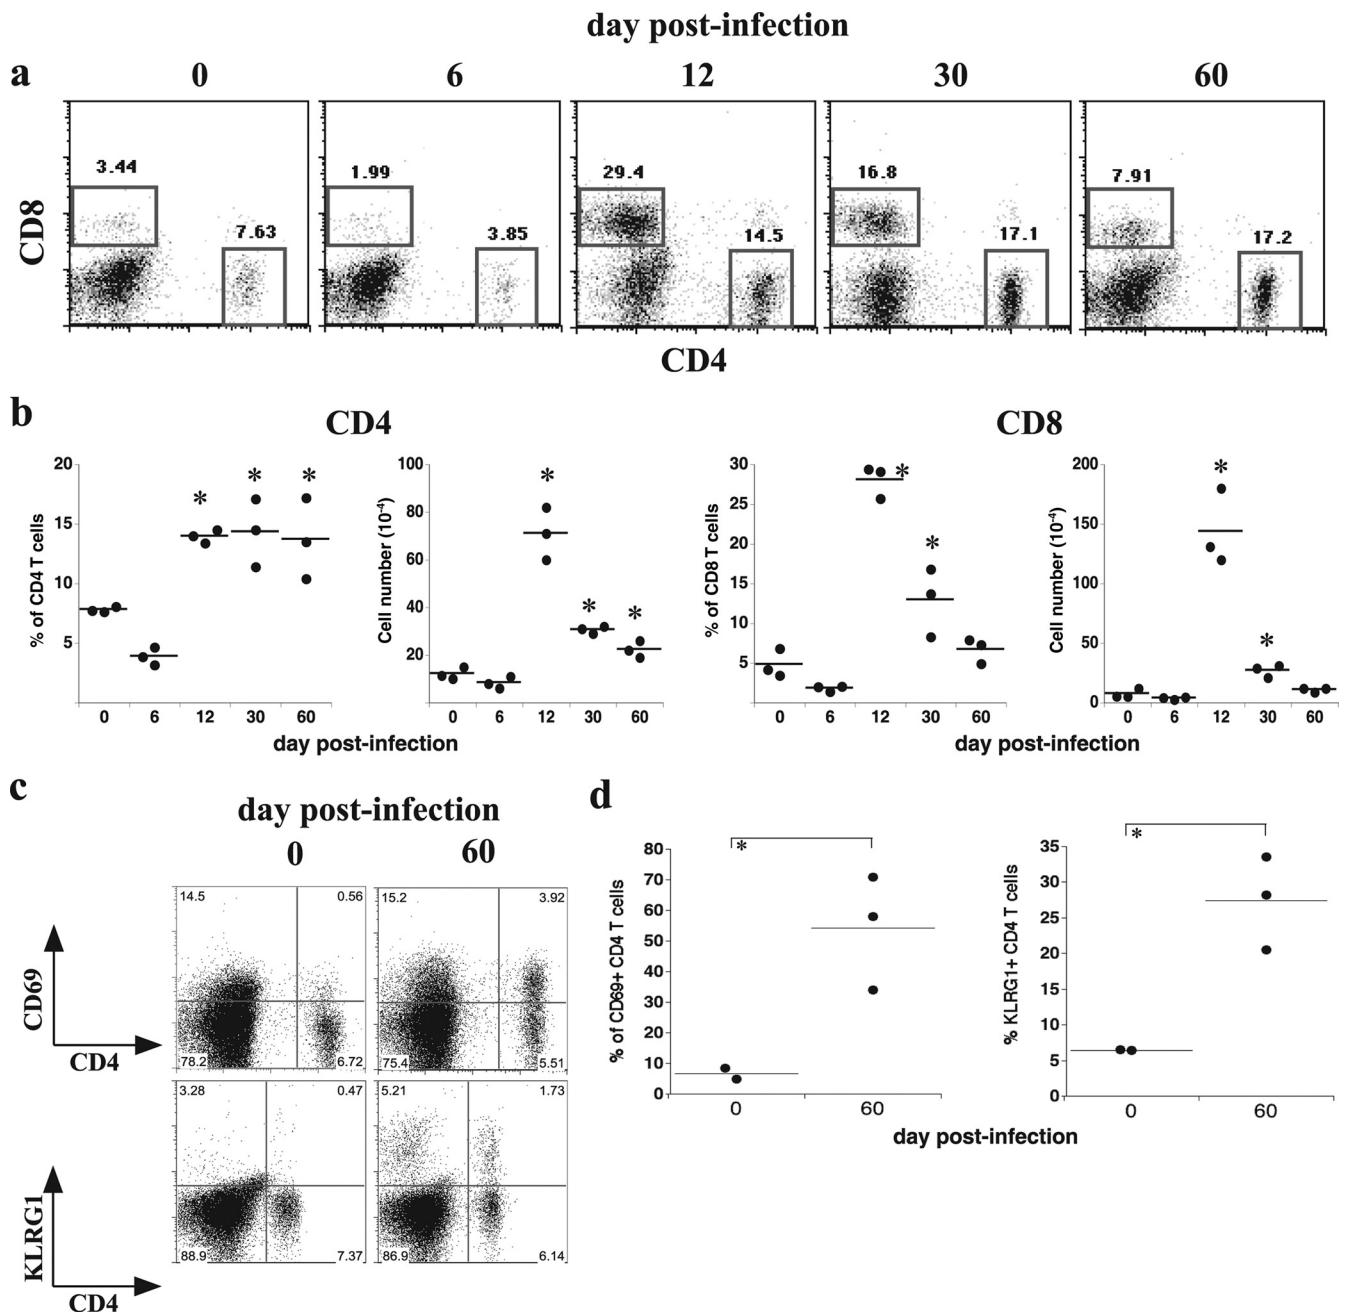 day post-infection
a 0 6 12 30 60
3.44 1.99 29.4 16.8 7.91
7.63 3.85 14.5 17.1 17.2
CD8
CD4
b
CD4 CD8
20 15 10 5
% of CD4 T cells
* * *
0 6 12 30 60
100 80 60 40 20
Cell number (10-4)
* * *
0 6 12 30 60
day post-infection
30 25 20 15 10 5
% of CD8 T cells
* *
0 6 12 30 60
200 150 100 50 0
Cell number (10-4)
* *
0 6 12 30 60
day post-infection
c
day post-infection
0 60
14.5 0.56 15.2 3.92
CD69
78.2 6.72 75.4 5.51
CD4
3.28 0.47 5.21 1.73
KLRG1
88.9 7.37 86.9 6.14
CD4
d
80 70 60 50 40 30 20 10 0
% of CD69+ CD4 T cells
*
0 60
35 30 25 20 15 10 5 0
% KLRG1+ CD4 T cells
*
0 60
day post-infection